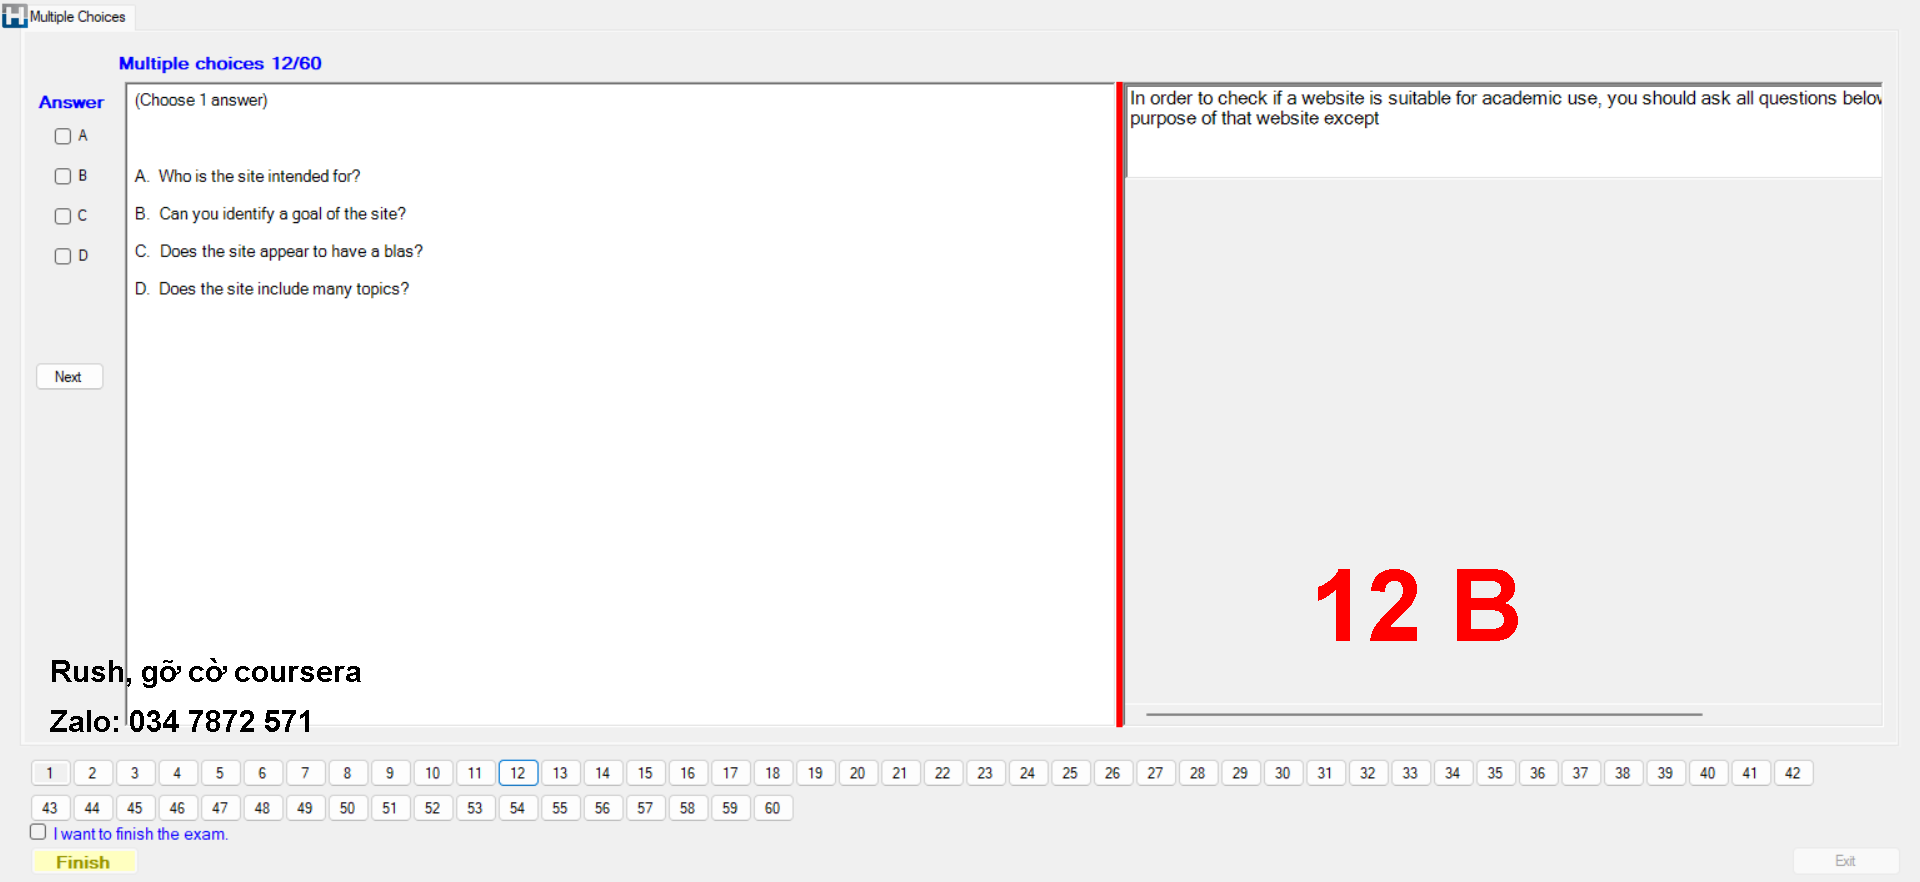 Multiple Choices
Multiple choices 12/60
Answer
A
B
C
D
Next
(Choose 1 answer)
A. Who is the site intended for?
B. Can you identify a goal of the site?
C. Does the site appear to have a blas?
D. Does the site include many topics?
In order to check if a website is suitable for academic use, you should ask all questions below
purpose of that website except
12 B
Rush, gỡ cờ coursera
Zalo: 034 7872 571
1 2 3 4 5 6 7 8 9 10 11 12 13 14 15 16 17 18 19 20 21 22 23 24 25 26 27 28 29 30 31 32 33 34 35 36 37 38 39 40 41 42
43 44 45 46 47 48 49 50 51 52 53 54 55 56 57 58 59 60
I want to finish the exam.
Finish
Exit